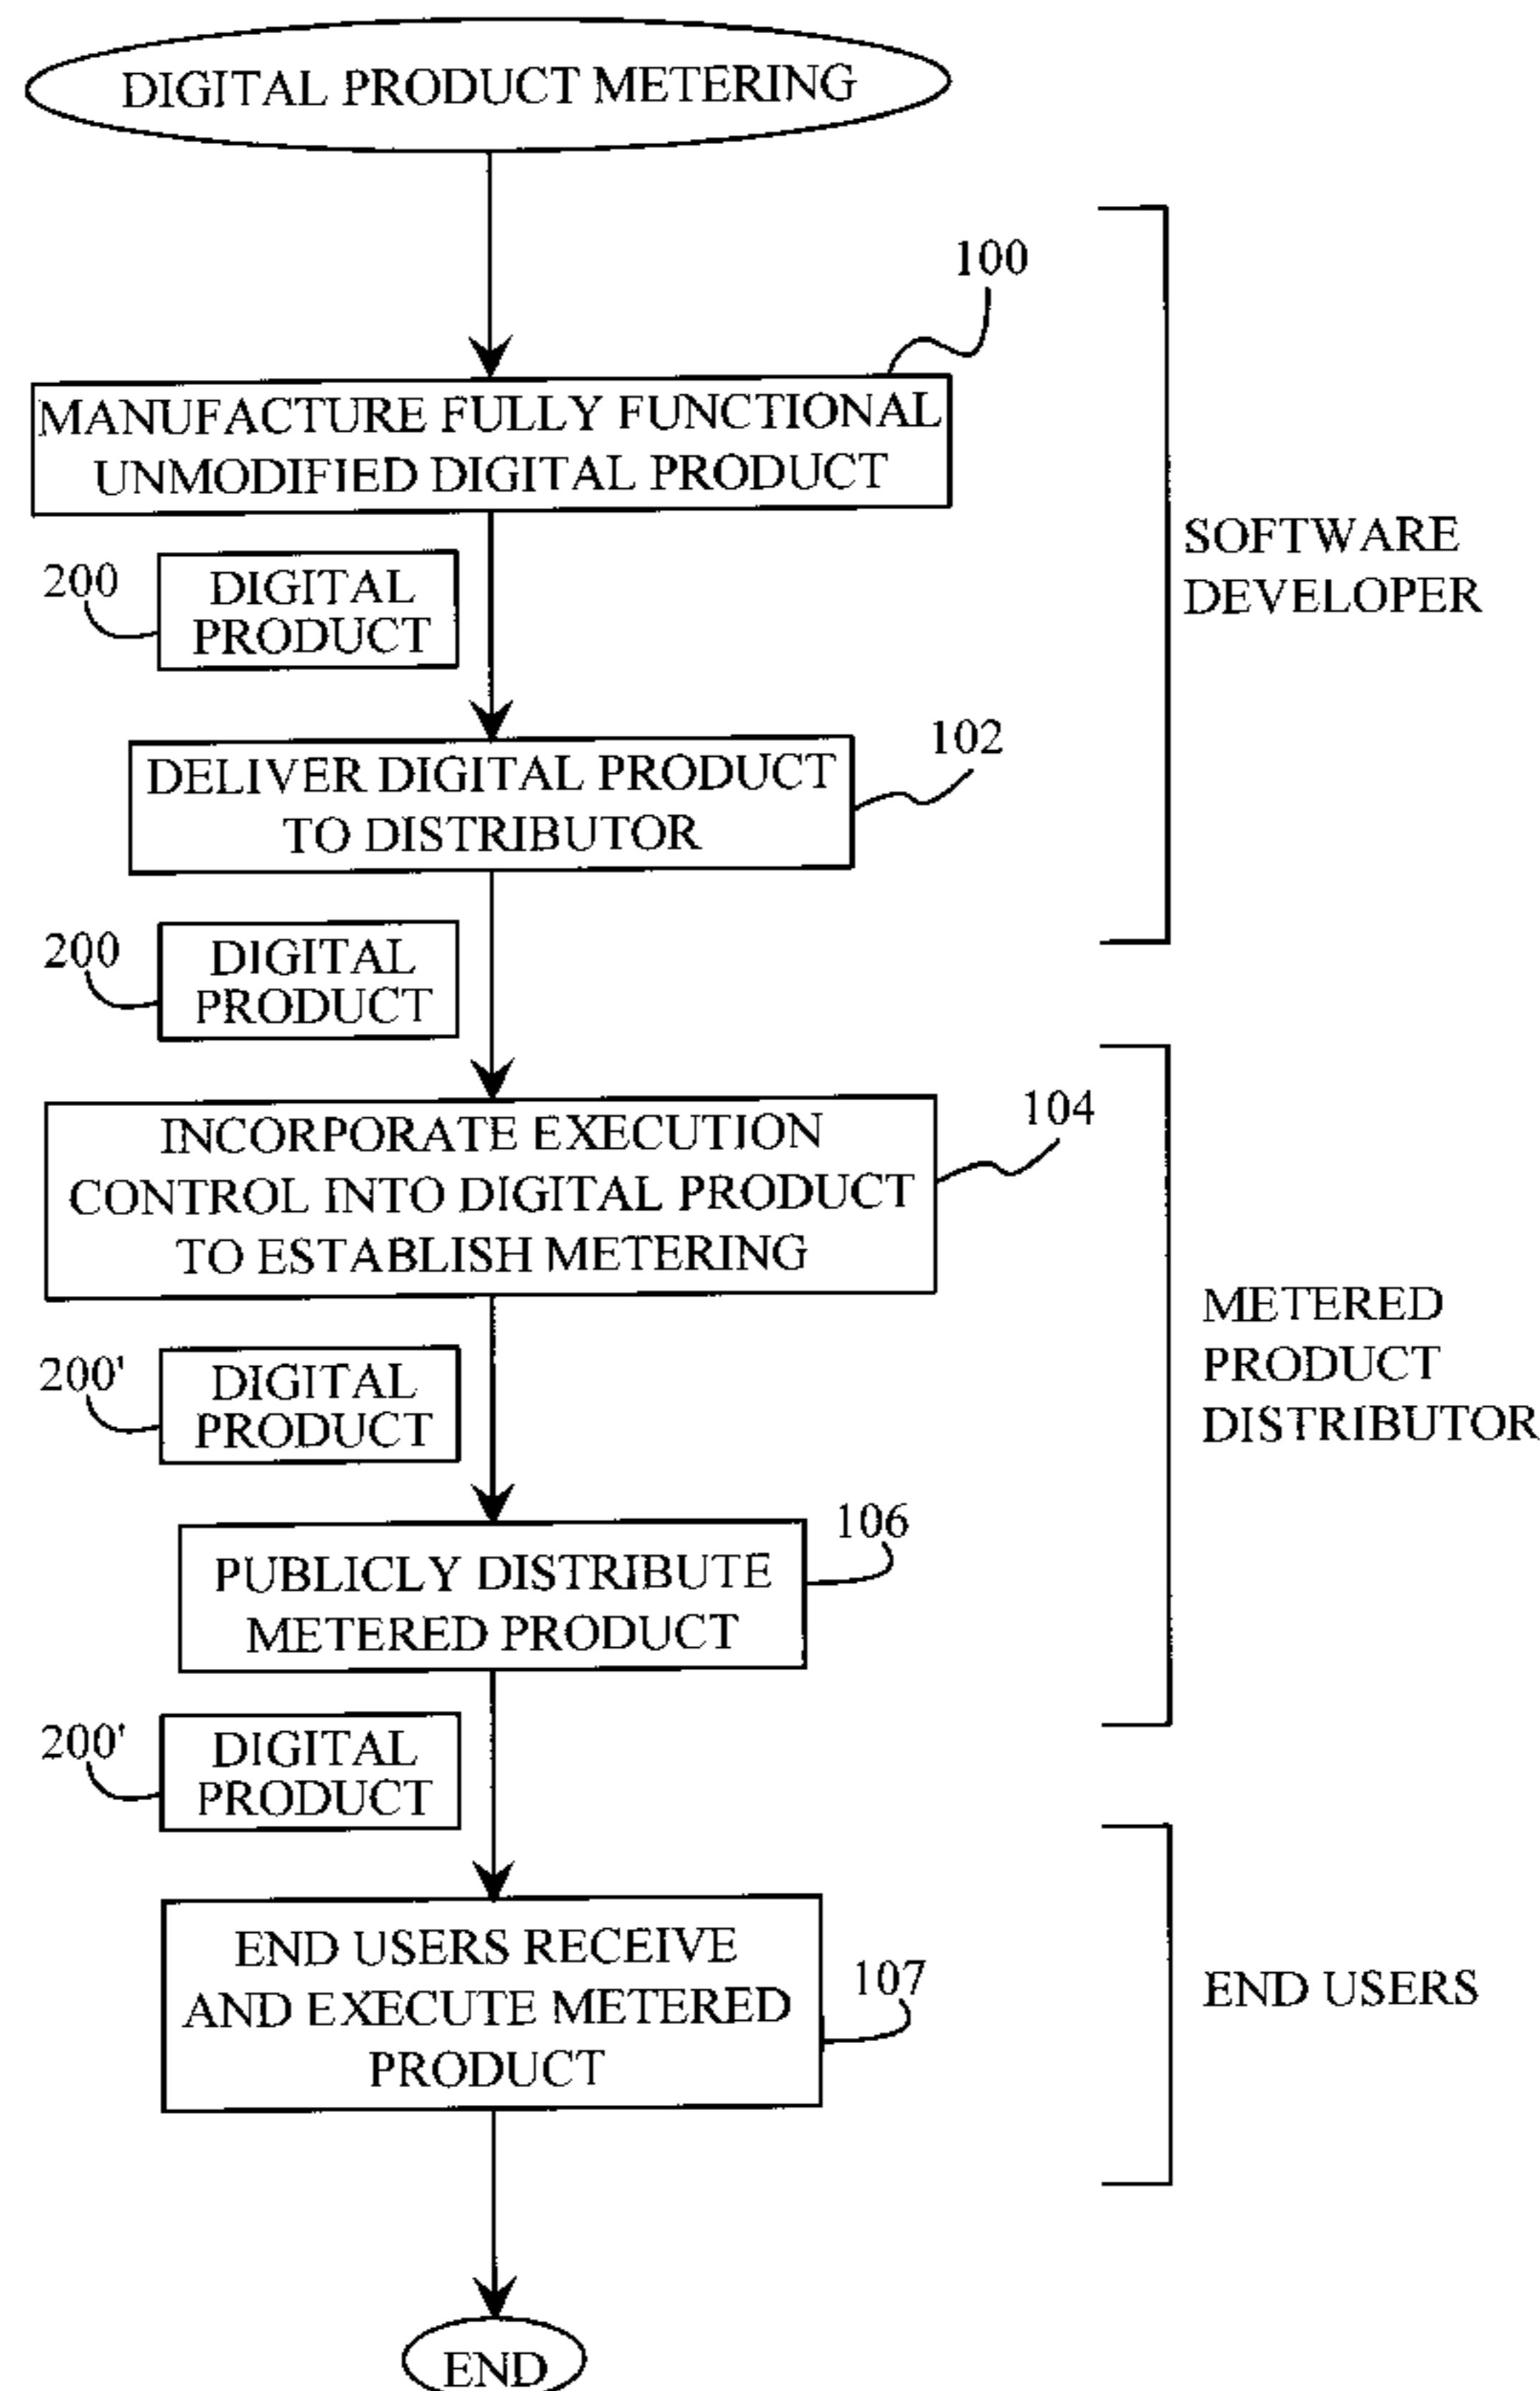 DIGITAL PRODUCT METERING
100
MANUFACTURE FULLY FUNCTIONAL
UNMODIFIED DIGITAL PRODUCT
SOFTWARE
DEVELOPER
200
DIGITAL
PRODUCT
102
DELIVER DIGITAL PRODUCT
TO DISTRIBUTOR
200
DIGITAL
PRODUCT
104
INCORPORATE EXECUTION
CONTROL INTO DIGITAL PRODUCT
TO ESTABLISH METERING
METERED
PRODUCT
DISTRIBUTOR
200'
DIGITAL
PRODUCT
106
PUBLICLY DISTRIBUTE
METERED PRODUCT
200'
DIGITAL
PRODUCT
107
END USERS RECEIVE
AND EXECUTE METERED
PRODUCT
END USERS
END